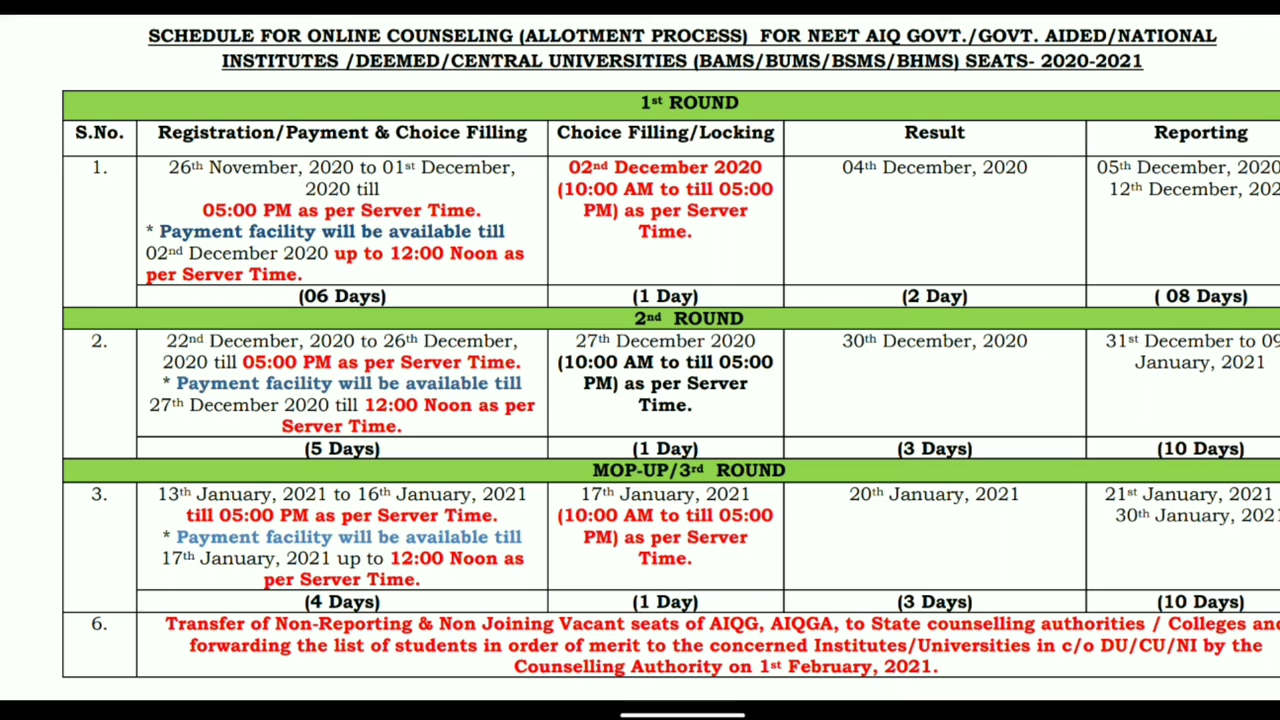 SCHEDULE FOR ONLINE COUNSELING (ALLOTMENT PROCESS) FOR NEET AIQ GOVT./GOVT. AIDED/NATIONAL
INSTITUTES /DEEMED/CENTRAL UNIVERSITIES (BAMS/BUMS/BSMS/BHMS) SEATS- 2020-2021
1st ROUND
S.No. Registration/Payment & Choice Filling Choice Filling/Locking Result Reporting
1.
26th November, 2020 to 01st December,
2020 till
05:00 PM as per Server Time.
* Payment facility will be available till
02nd December 2020 up to 12:00 Noon as
per Server Time.
02nd December 2020
(10:00 AM to till 05:00
PM) as per Server
Time.
04th December, 2020
05th December, 2020
12th December, 202
(06 Days) (1 Day) (2 Day) ( 08 Days)
2nd ROUND
2.
22nd December, 2020 to 26th December,
2020 till 05:00 PM as per Server Time.
* Payment facility will be available till
27th December 2020 till 12:00 Noon as per
Server Time.
27th December 2020
(10:00 AM to till 05:00
PM) as per Server
Time.
30th December, 2020
31st December to 09
January, 2021
(5 Days) (1 Day) (3 Days) (10 Days)
MOP-UP/3rd ROUND
3.
13th January, 2021 to 16th January, 2021
till 05:00 PM as per Server Time.
* Payment facility will be available till
17th January, 2021 up to 12:00 Noon as
per Server Time.
17th January, 2021
(10:00 AM to till 05:00
PM) as per Server
Time.
20th January, 2021
21st January, 2021
30th January, 2021
(4 Days) (1 Day) (3 Days) (10 Days)
6. Transfer of Non-Reporting & Non Joining Vacant seats of AIQG, AIQGA, to State counselling authorities / Colleges and
forwarding the list of students in order of merit to the concerned Institutes/Universities in c/o DU/CU/NI by the
Counselling Authority on 1st February, 2021.